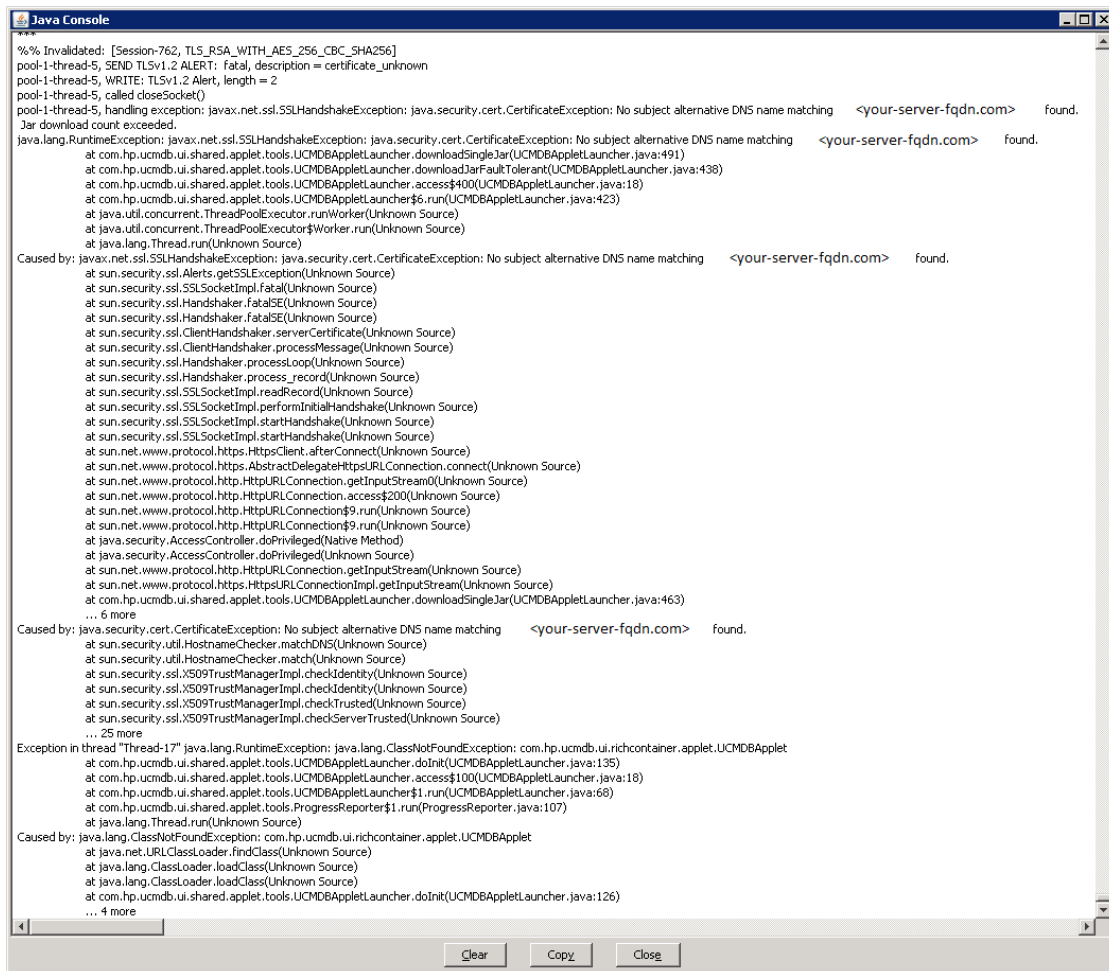 Java Console
***
%% Invalidated:  [Session-762, TLS_RSA_WITH_AES_256_CBC_SHA256]
pool-1-thread-5, SEND TLSv1.2 ALERT:  fatal, description = certificate_unknown
pool-1-thread-5, WRITE: TLSv1.2 Alert, length = 2
pool-1-thread-5, called closeSocket()
pool-1-thread-5, handling exception: javax.net.ssl.SSLHandshakeException: java.security.cert.CertificateException: No subject alternative DNS name matching <your-server-fqdn.com> found.
Jar download count exceeded.
java.lang.RuntimeException: javax.net.ssl.SSLHandshakeException: java.security.cert.CertificateException: No subject alternative DNS name matching <your-server-fqdn.com> found.
at com.hp.ucmdb.ui.shared.applet.tools.UCMDBAppletLauncher.downloadSingleJar(UCMDBAppletLauncher.java:491)
at com.hp.ucmdb.ui.shared.applet.tools.UCMDBAppletLauncher.downloadJarFaultTolerant(UCMDBAppletLauncher.java:438)
at com.hp.ucmdb.ui.shared.applet.tools.UCMDBAppletLauncher.access$400(UCMDBAppletLauncher.java:18)
at com.hp.ucmdb.ui.shared.applet.tools.UCMDBAppletLauncher$6.run(UCMDBAppletLauncher.java:423)
at java.util.concurrent.ThreadPoolExecutor.runWorker(Unknown Source)
at java.util.concurrent.ThreadPoolExecutor$Worker.run(Unknown Source)
at java.lang.Thread.run(Unknown Source)
Caused by: javax.net.ssl.SSLHandshakeException: java.security.cert.CertificateException: No subject alternative DNS name matching <your-server-fqdn.com> found.
at sun.security.ssl.Alerts.getSSLException(Unknown Source)
at sun.security.ssl.SSLSocketImpl.fatal(Unknown Source)
at sun.security.ssl.Handshaker.fatalSE(Unknown Source)
at sun.security.ssl.Handshaker.fatalSE(Unknown Source)
at sun.security.ssl.ClientHandshaker.serverCertificate(Unknown Source)
at sun.security.ssl.ClientHandshaker.processMessage(Unknown Source)
at sun.security.ssl.Handshaker.processLoop(Unknown Source)
at sun.security.ssl.Handshaker.process_record(Unknown Source)
at sun.security.ssl.SSLSocketImpl.readRecord(Unknown Source)
at sun.security.ssl.SSLSocketImpl.performInitialHandshake(Unknown Source)
at sun.security.ssl.SSLSocketImpl.startHandshake(Unknown Source)
at sun.security.ssl.SSLSocketImpl.startHandshake(Unknown Source)
at sun.net.www.protocol.https.HttpsClient.afterConnect(Unknown Source)
at sun.net.www.protocol.https.AbstractDelegateHttpsURLConnection.connect(Unknown Source)
at sun.net.www.protocol.http.HttpURLConnection.getInputStream0(Unknown Source)
at sun.net.www.protocol.http.HttpURLConnection.access$200(Unknown Source)
at sun.net.www.protocol.http.HttpURLConnection$9.run(Unknown Source)
at sun.net.www.protocol.http.HttpURLConnection$9.run(Unknown Source)
at java.security.AccessController.doPrivileged(Native Method)
at java.security.AccessController.doPrivileged(Unknown Source)
at sun.net.www.protocol.http.HttpURLConnection.getInputStream(Unknown Source)
at sun.net.www.protocol.https.HttpsURLConnectionImpl.getInputStream(Unknown Source)
at com.hp.ucmdb.ui.shared.applet.tools.UCMDBAppletLauncher.downloadSingleJar(UCMDBAppletLauncher.java:463)
... 6 more
Caused by: java.security.cert.CertificateException: No subject alternative DNS name matching <your-server-fqdn.com> found.
at sun.security.util.HostnameChecker.matchDNS(Unknown Source)
at sun.security.util.HostnameChecker.match(Unknown Source)
at sun.security.ssl.X509TrustManagerImpl.checkIdentity(Unknown Source)
at sun.security.ssl.X509TrustManagerImpl.checkIdentity(Unknown Source)
at sun.security.ssl.X509TrustManagerImpl.checkTrusted(Unknown Source)
at sun.security.ssl.X509TrustManagerImpl.checkServerTrusted(Unknown Source)
... 25 more
Exception in thread "Thread-17" java.lang.RuntimeException: java.lang.ClassNotFoundException: com.hp.ucmdb.ui.richcontainer.applet.UCMDBApplet
at com.hp.ucmdb.ui.shared.applet.tools.UCMDBAppletLauncher.doInit(UCMDBAppletLauncher.java:135)
at com.hp.ucmdb.ui.shared.applet.tools.UCMDBAppletLauncher.access$100(UCMDBAppletLauncher.java:18)
at com.hp.ucmdb.ui.shared.applet.tools.UCMDBAppletLauncher$1.run(UCMDBAppletLauncher.java:68)
at com.hp.ucmdb.ui.shared.applet.tools.ProgressReporter$1.run(ProgressReporter.java:107)
at java.lang.Thread.run(Unknown Source)
Caused by: java.lang.ClassNotFoundException: com.hp.ucmdb.ui.richcontainer.applet.UCMDBApplet
at java.net.URLClassLoader.findClass(Unknown Source)
at java.lang.ClassLoader.loadClass(Unknown Source)
at java.lang.ClassLoader.loadClass(Unknown Source)
at com.hp.ucmdb.ui.shared.applet.tools.UCMDBAppletLauncher.doInit(UCMDBAppletLauncher.java:126)
... 4 more
Clear Copy Close